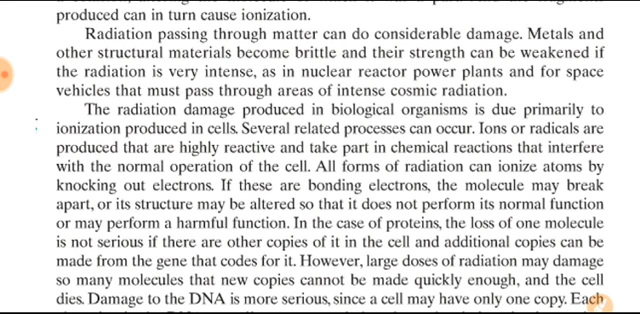 produced can in turn cause ionization.
Radiation passing through matter can do considerable damage. Metals and
other structural materials become brittle and their strength can be weakened if
the radiation is very intense, as in nuclear reactor power plants and for space
vehicles that must pass through areas of intense cosmic radiation.
The radiation damage produced in biological organisms is due primarily to
ionization produced in cells. Several related processes can occur. Ions or radicals are
produced that are highly reactive and take part in chemical reactions that interfere
with the normal operation of the cell. All forms of radiation can ionize atoms by
knocking out electrons. If these are bonding electrons, the molecule may break
apart, or its structure may be altered so that it does not perform its normal function
or may perform a harmful function. In the case of proteins, the loss of one molecule
is not serious if there are other copies of it in the cell and additional copies can be
made from the gene that codes for it. However, large doses of radiation may damage
so many molecules that new copies cannot be made quickly enough, and the cell
dies. Damage to the DNA is more serious, since a cell may have only one copy. Each